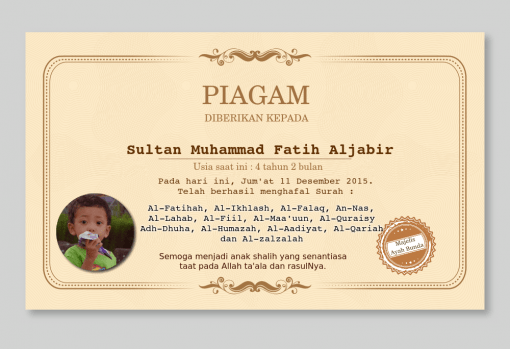 PIAGAM
DIBERIKAN KEPADA
Sultan Muhammad Fatih Aljabir
Usia saat ini : 4 tahun 2 bulan
Pada hari ini, Jum'at 11 Desember 2015.
Telah berhasil menghafal Surah :
Al-Fatihah, Al-Ikhlash, Al-Falaq, An-Nas,
Al-Lahab, Al-Fiil, Al-Maa'uun, Al-Quraisy
Adh-Dhuha, Al-Humazah, Al-Aadiyat, Al-Qariah
dan Al-zalzalah
Majelis
Ayah Bunda
Semoga menjadi anak shalih yang senantiasa
taat pada Allah ta'ala dan rasulNya.